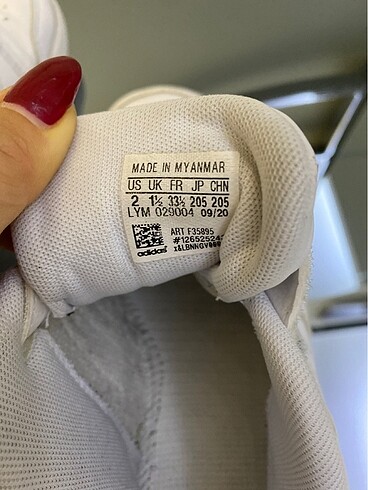 MADE IN MYANMAR
US UK FR JP CHN
2 1½ 33½ 205 205
LYM 029004 09/20
ART F35895
adidas